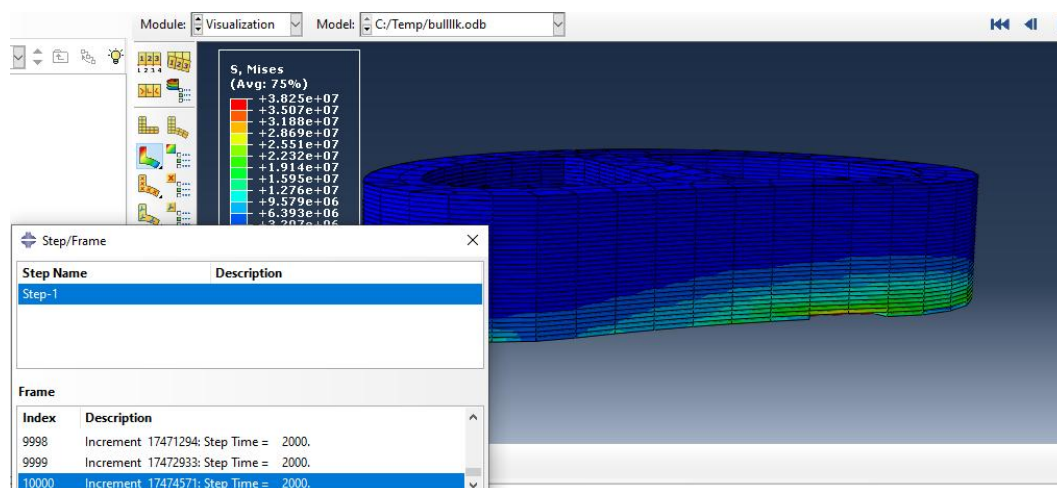 Module: Visualization Model: C:/Temp/bullllk.odb
S, Mises
(Avg: 75%)
+3.825e+07
+3.507e+07
+3.188e+07
+2.869e+07
+2.551e+07
+2.232e+07
+1.914e+07
+1.595e+07
+1.276e+07
+9.579e+06
+6.393e+06
Step/Frame
Step Name Description
Step-1
Frame
Index Description
9998 Increment 17471294: Step Time = 2000.
9999 Increment 17472933: Step Time = 2000.
10000 Increment 17474571: Step Time = 2000.